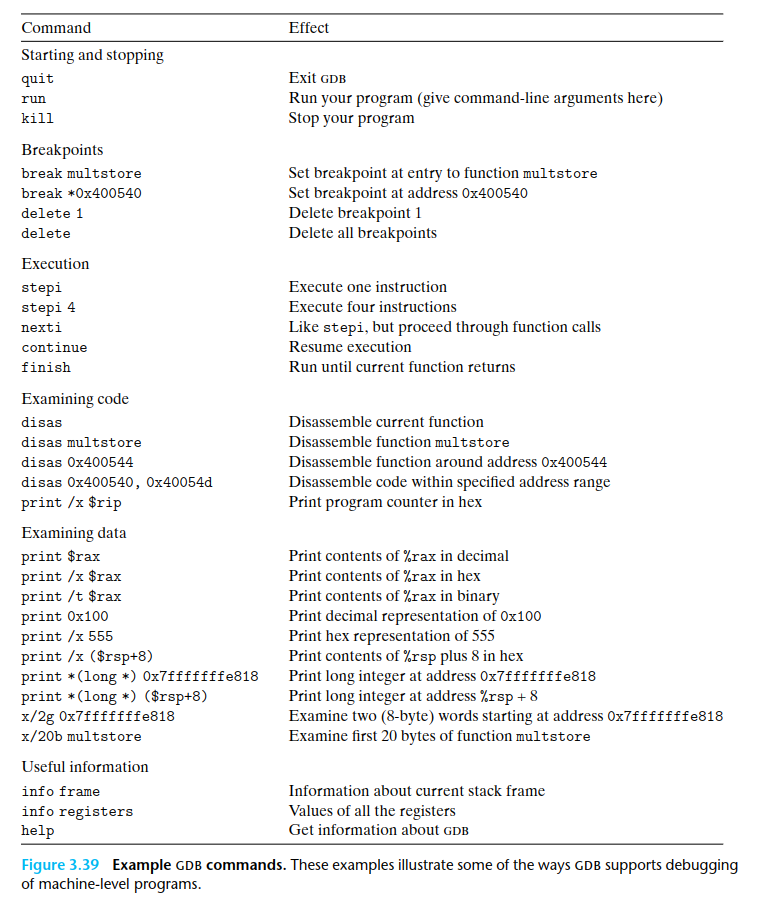 Command Effect
Starting and stopping
quit Exit GDB
run Run your program (give command-line arguments here)
kill Stop your program
Breakpoints
break multstore Set breakpoint at entry to function multstore
break *0x400540 Set breakpoint at address 0x400540
delete 1 Delete breakpoint 1
delete Delete all breakpoints
Execution
stepi Execute one instruction
stepi 4 Execute four instructions
nexti Like stepi, but proceed through function calls
continue Resume execution
finish Run until current function returns
Examining code
disas Disassemble current function
disas multstore Disassemble function multstore
disas 0x400544 Disassemble function around address 0x400544
disas 0x400540, 0x40054d Disassemble code within specified address range
print /x $rip Print program counter in hex
Examining data
print $rax Print contents of %rax in decimal
print /x $rax Print contents of %rax in hex
print /t $rax Print contents of %rax in binary
print 0x100 Print decimal representation of 0x100
print /x 555 Print hex representation of 555
print /x ($rsp+8) Print contents of %rsp plus 8 in hex
print *(long *) 0x7fffffffe818 Print long integer at address 0x7fffffffe818
print *(long *) ($rsp+8) Print long integer at address %rsp + 8
x/2g 0x7fffffffe818 Examine two (8-byte) words starting at address 0x7fffffffe818
x/20b multstore Examine first 20 bytes of function multstore
Useful information
info frame Information about current stack frame
info registers Values of all the registers
help Get information about GDB
Figure 3.39 Example GDB commands. These examples illustrate some of the ways GDB supports debugging
of machine-level programs.